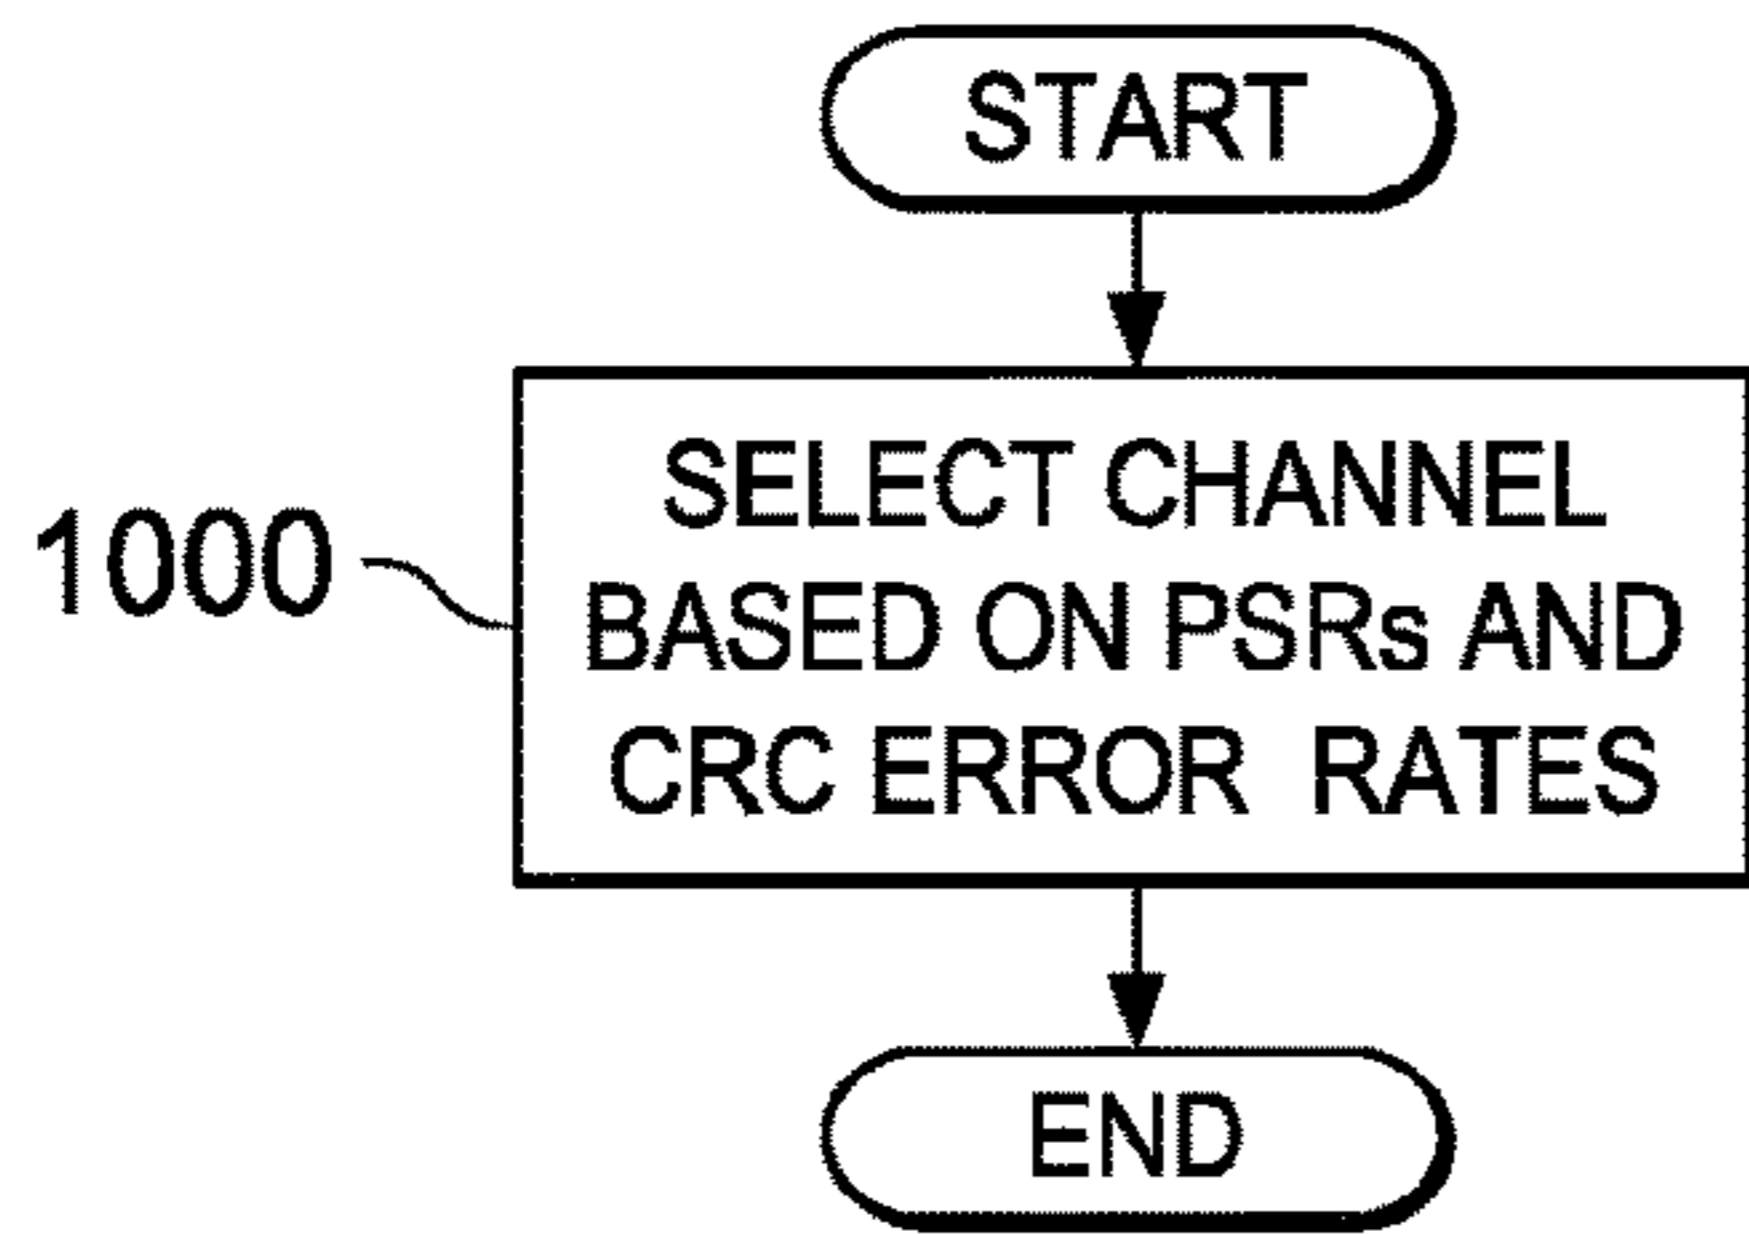 START
SELECT CHANNEL
BASED ON PSRs AND
CRC ERROR RATES
1000
END